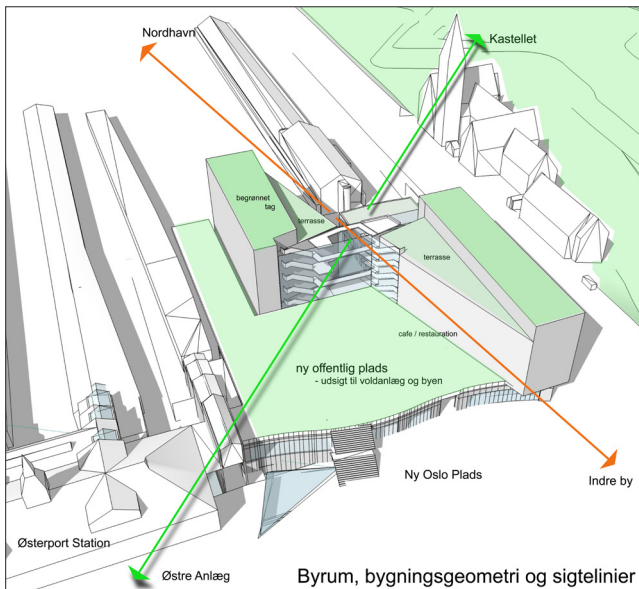 Nordhavn
Kastellet
begrønnet
tag
terrasse
terrasse
cafe / restauration
ny offentlig plads
- udsigt til voldanlæg og byen
Ny Oslo Plads
Indre by
Østerport Station
Østre Anlæg
Byrum, bygningsgeometri og sigtelinier